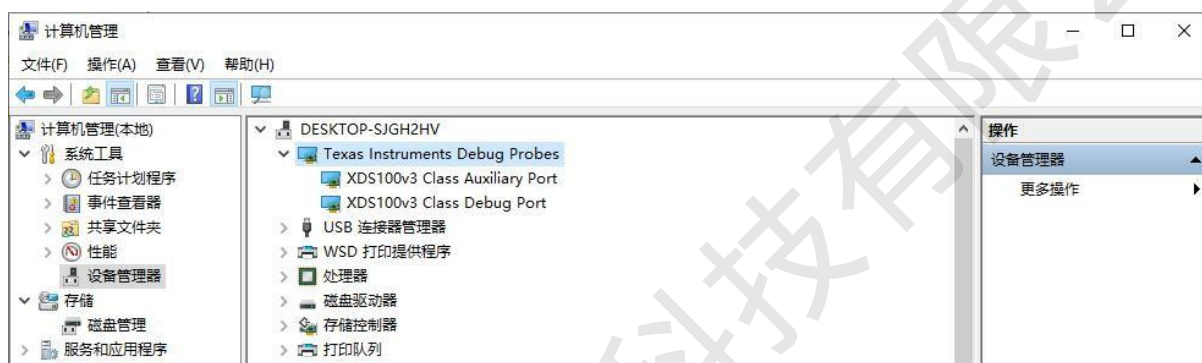 计算机管理
文件(F) 操作(A) 查看(V) 帮助(H)
计算机管理(本地)
系统工具
任务计划程序
事件查看器
共享文件夹
性能
设备管理器
存储
磁盘管理
服务和应用程序
DESKTOP-SJGH2HV
Texas Instruments Debug Probes
XDS100v3 Class Auxiliary Port
XDS100v3 Class Debug Port
USB 连接器管理器
WSD 打印提供程序
处理器
磁盘驱动器
存储控制器
打印队列
操作
设备管理器
更多操作
科技有限